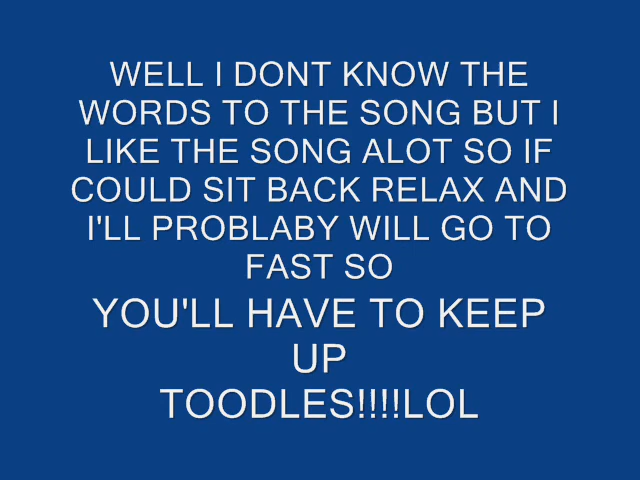 WELL I DONT KNOW THE
WORDS TO THE SONG BUT I
LIKE THE SONG ALOT SO IF
COULD SIT BACK RELAX AND
I'LL PROBLABY WILL GO TO
FAST SO
YOU'LL HAVE TO KEEP
UP
TOODLES!!!!LOL